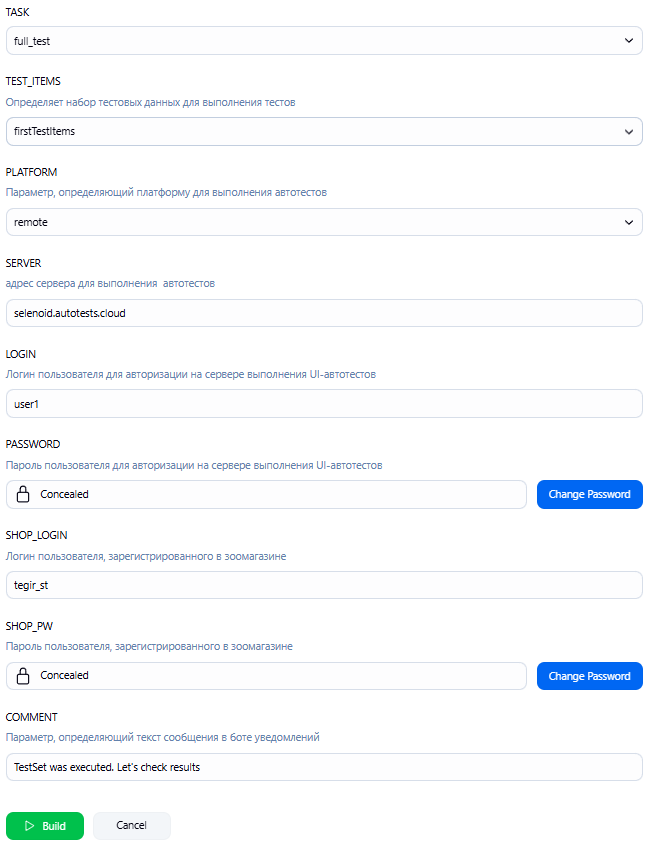 TASK
full_test
TEST_ITEMS
Определяет набор тестовых данных для выполнения тестов
firstTestItems
PLATFORM
Параметр, определяющий платформу для выполнения автотестов
remote
SERVER
адрес сервера для выполнения  автотестов
selenoid.autotests.cloud
LOGIN
Логин пользователя для авторизации на сервере выполнения UI-автотестов
user1
PASSWORD
Пароль пользователя для авторизации на сервере выполнения UI-автотестов
Concealed Change Password
SHOP_LOGIN
Логин пользователя, зарегистрированного в зоомагазине
tegir_st
SHOP_PW
Пароль пользователя, зарегистрированного в зоомагазине
Concealed Change Password
COMMENT
Параметр, определяющий текст сообщения в боте уведомлений
TestSet was executed. Let's check results
Build Cancel